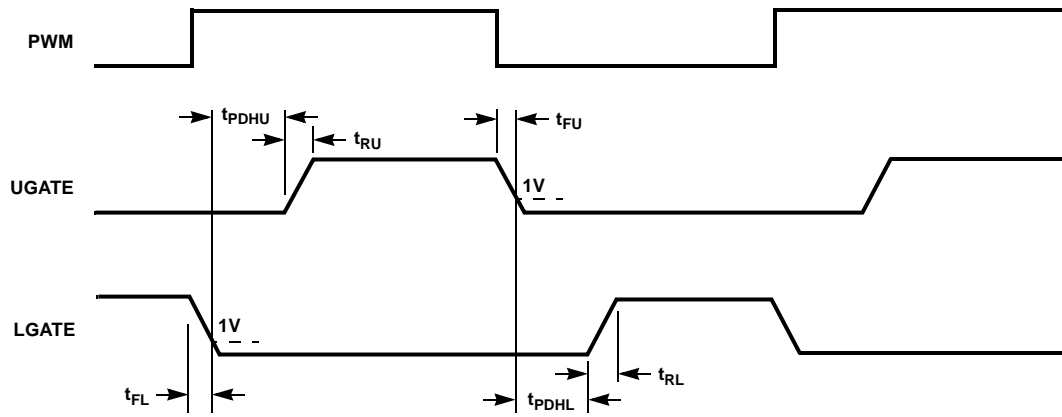 PWM
tPDHU
tFU
tRU
UGATE
1V
LGATE
1V
tRL
tFL
tPDHL